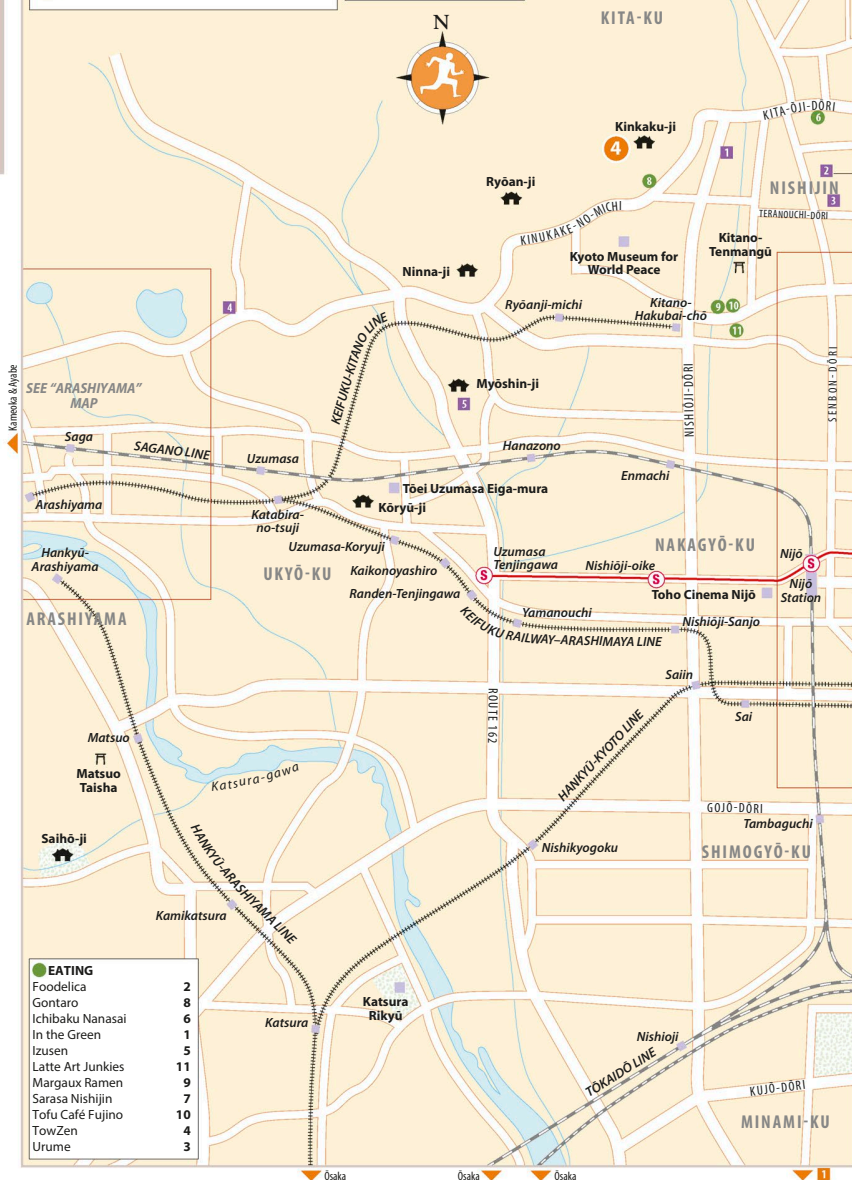 KITA-KU
N
KITA-ŌJI-DŌRI
6
Kinkaku-ji
4
1
8
2
NISHIJIN
3
Ryōan-ji
TERANOUCHI-DŌRI
KINUKAKE-NO-MICHI
Kitano-
Tenmangū
Kyoto Museum for
World Peace
Ninna-ji
Ryōanji-michi
Kitano-
Hakubai-chō
9
10
11
4
KEIFUKU-KITANO LINE
Kameoka & Ayabe
SEE “ARASHIYAMA”
MAP
Myōshin-ji
5
NISHIOJI-DŌRI
SENBON-DŌRI
Saga
SAGANO LINE
Uzumasa
Hanazono
Enmachi
Arashiyama
Tōei Uzumasa Eiga-mura
Kōryū-ji
Katabira-
no-tsuji
Hankyū-
Arashiyama
Uzumasa-Koryuji
UKYŌ-KU
Kaikonoyashiro
Randen-Tenjingawa
Uzumasa
Tenjingawa
S
Nishiōji-oike
S
NAKAGYŌ-KU
Nijō
S
Nijō
Station
Toho Cinema Nijō
ARASHIYAMA
Yamanouchi
Nishiōji-Sanjo
KEIFUKU RAILWAY–ARASHIMAYA LINE
Saiin
Sai
ROUTE 162
Matsuo
Matsuo
Taisha
Katsura-gawa
HANKYŪ-KYOTO LINE
GOJŌ-DŌRI
Tambaguchi
Saihō-ji
HANKYŪ-ARASHIYAMA LINE
Nishikyogoku
SHIMOGYŌ-KU
Kamikatsura
Katsura
Rikyū
Katsura
Nishioji
TŌKAIDŌ LINE
KUJŌ-DŌRI
MINAMI-KU
EATING
Foodelica 2
Gontaro 8
Ichibaku Nanasai 6
In the Green 1
Izusen 5
Latte Art Junkies 11
Margaux Ramen 9
Sarasa Nishijin 7
Tofu Café Fujino 10
TowZen 4
Urume 3
Ōsaka
Ōsaka
Ōsaka
1